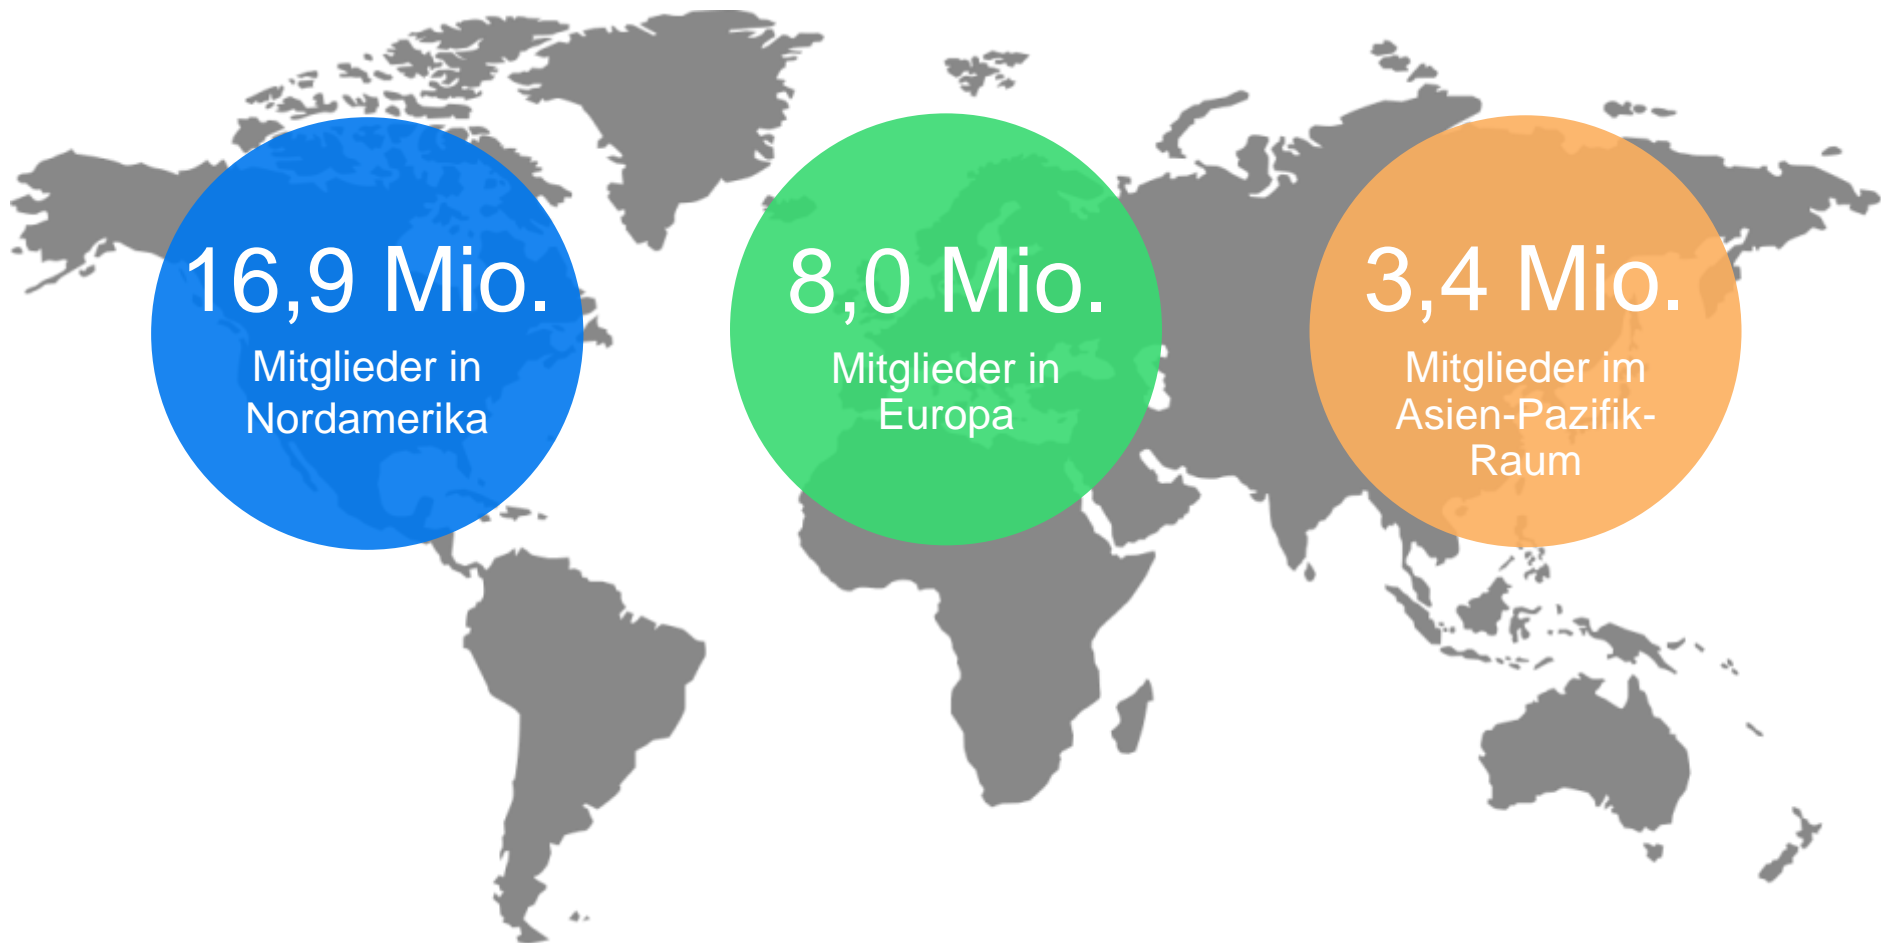 16,9 Mio.
Mitglieder in
Nordamerika
8,0 Mio.
Mitglieder in
Europa
3,4 Mio.
Mitglieder im
Asien-Pazifik-
Raum